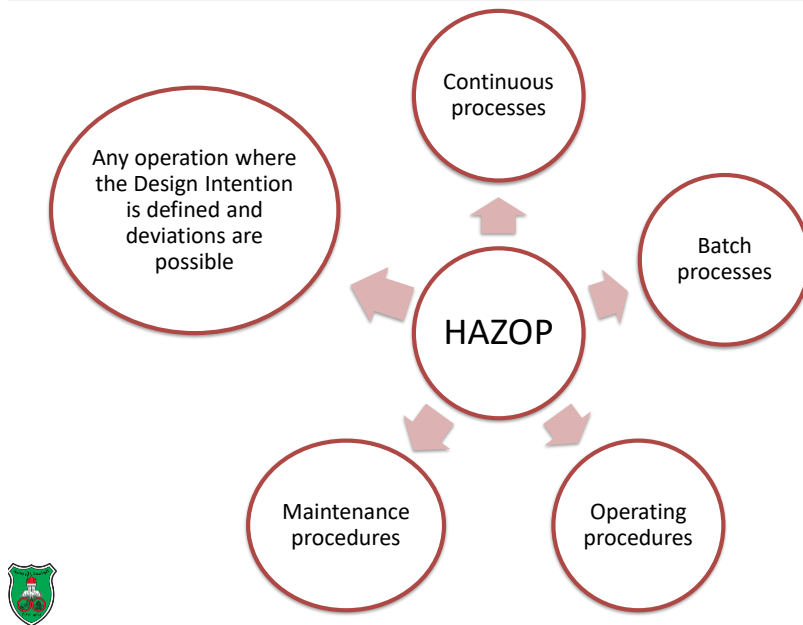 Continuous
processes
Any operation where
the Design Intention
is defined and
deviations are
possible
Batch
processes
HAZOP
Maintenance
procedures
Operating
procedures